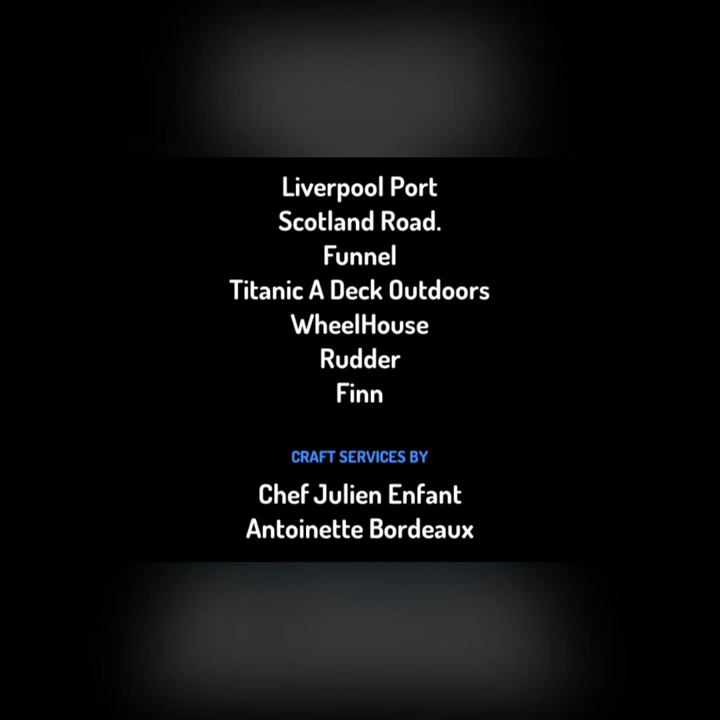 Liverpool Port
Scotland Road.
Funnel
Titanic A Deck Outdoors
WheelHouse
Rudder
Finn
CRAFT SERVICES BY
Chef Julien Enfant
Antoinette Bordeaux